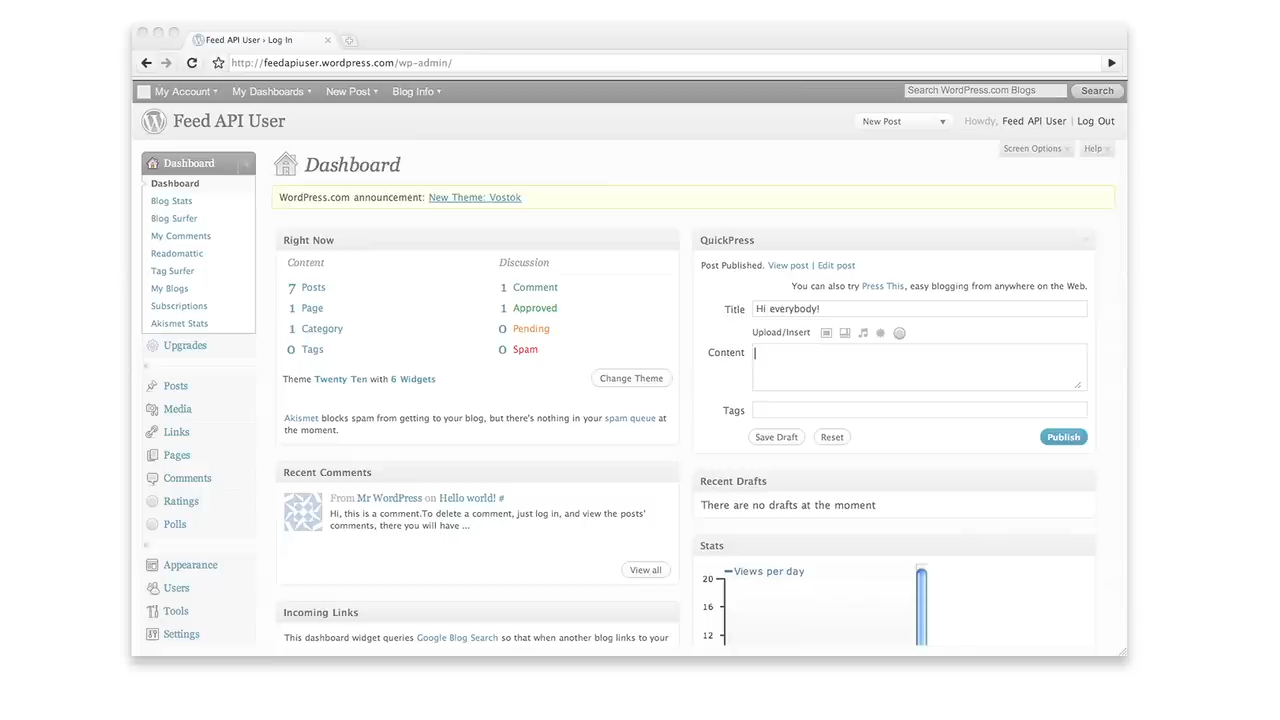 Feed API User › Log In
http://feedapiuser.wordpress.com/wp-admin/
My Account My Dashboards New Post Blog Info Search WordPress.com Blogs Search
Feed API User New Post Howdy, Feed API User | Log Out
Screen Options Help
Dashboard
Dashboard
Blog Stats
Blog Surfer
My Comments
Readomattic
Tag Surfer
My Blogs
Subscriptions
Akismet Stats
Upgrades
Posts
Media
Links
Pages
Comments
Ratings
Polls
Appearance
Users
Tools
Settings
Dashboard
WordPress.com announcement: New Theme: Vostok
Right Now
Content Discussion
7 Posts 1 Comment
1 Page 1 Approved
1 Category 0 Pending
0 Tags 0 Spam
Theme Twenty Ten with 6 Widgets Change Theme
Akismet blocks spam from getting to your blog, but there's nothing in your spam queue at
the moment.
Recent Comments
From Mr WordPress on Hello world! #
Hi, this is a comment.To delete a comment, just log in, and view the posts'
comments, there you will have ...
View all
Incoming Links
This dashboard widget queries Google Blog Search so that when another blog links to your
QuickPress
Post Published. View post | Edit post
You can also try Press This, easy blogging from anywhere on the Web.
Title Hi everybody!
Upload/Insert
Content
Tags
Save Draft Reset Publish
Recent Drafts
There are no drafts at the moment
Stats
Views per day
20
16
12